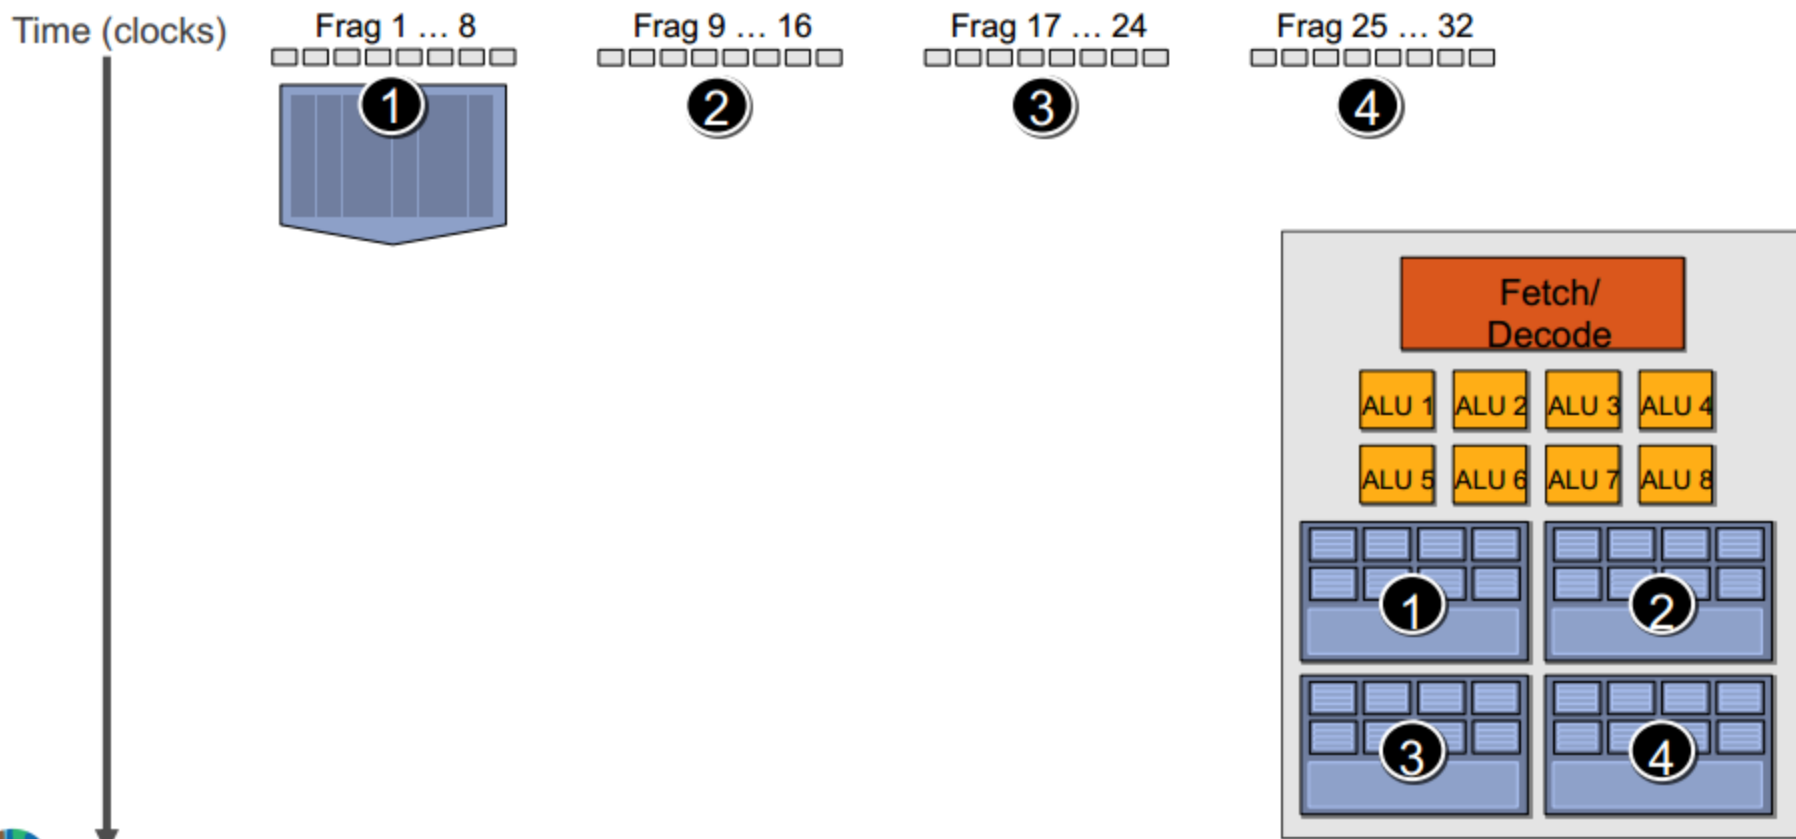 Time (clocks)
Frag 1 … 8
Frag 9 … 16
Frag 17 … 24
Frag 25 … 32
1
2
3
4
Fetch/
Decode
ALU 1
ALU 2
ALU 3
ALU 4
ALU 5
ALU 6
ALU 7
ALU 8
1
2
3
4